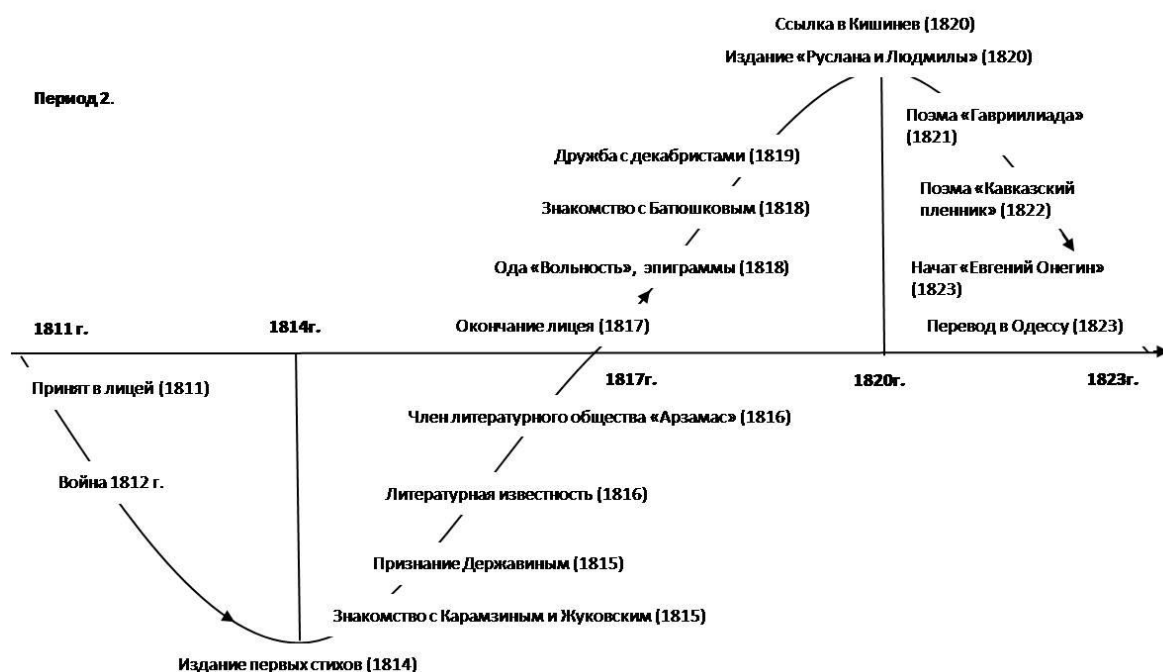 Ссылка в Кишинев (1820)
Издание «Руслана и Людмилы» (1820)
Период 2.
Поэма «Гавриилиада»
(1821)
Дружба с декабристами (1819)
Знакомство с Батюшковым (1818)
Поэма «Кавказский
пленник» (1822)
Ода «Вольность», эпиграммы (1818)
Начат «Евгений Онегин»
(1823)
1811 г.
1814г.
Окончание лицея (1817)
Перевод в Одессу (1823)
1817г.
1820г.
1823г.
Принят в лицей (1811)
Член литературного общества «Арзамас» (1816)
Война 1812 г.
Литературная известность (1816)
Признание Державиным (1815)
Знакомство с Карамзиным и Жуковским (1815)
Издание первых стихов (1814)